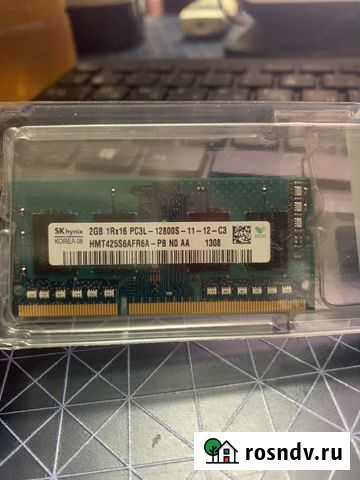 SK hynix
KOREA 08
2GB 1Rx16 PC3L-12800S-11-12-C3
HMT425S6AFR6A-PB N0 AA 1308
rosndv.ru